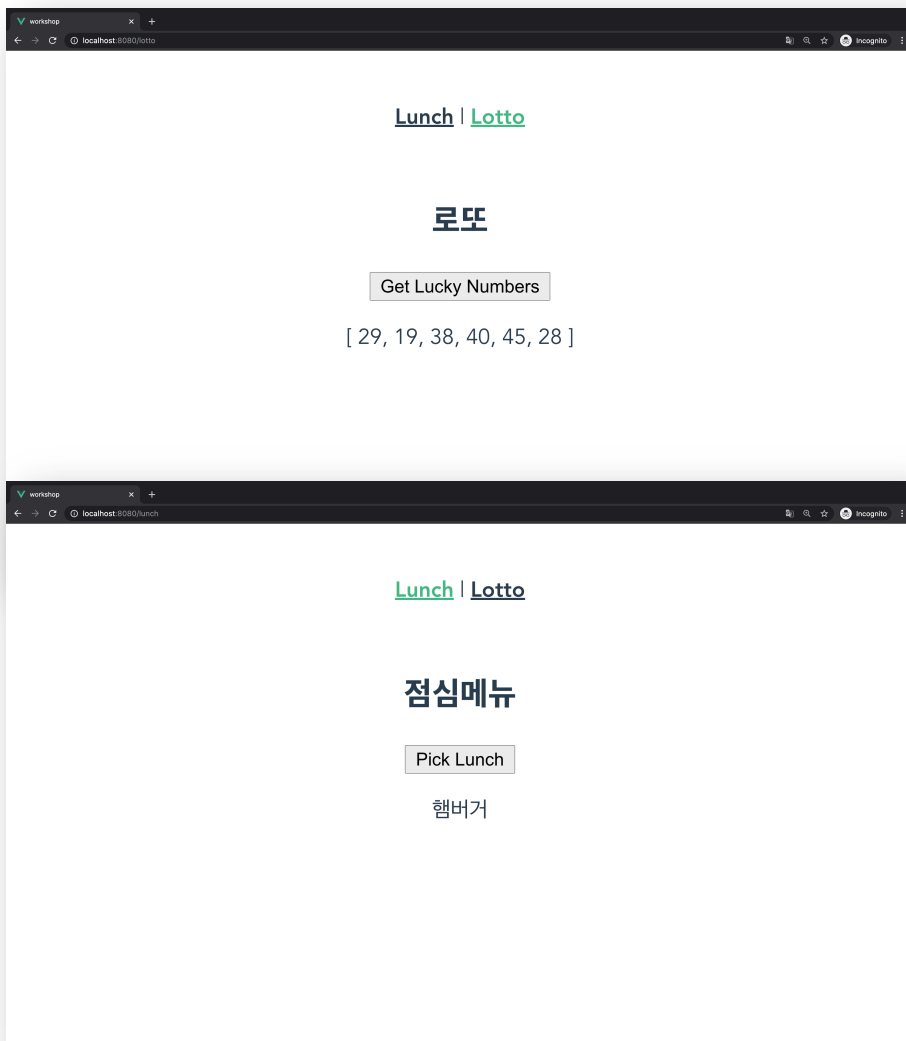 workshop
localhost:8080/lotto
Incognito
Lunch | Lotto
로또
Get Lucky Numbers
[ 29, 19, 38, 40, 45, 28 ]
workshop
localhost:8080/lunch
Incognito
Lunch | Lotto
점심메뉴
Pick Lunch
햄버거